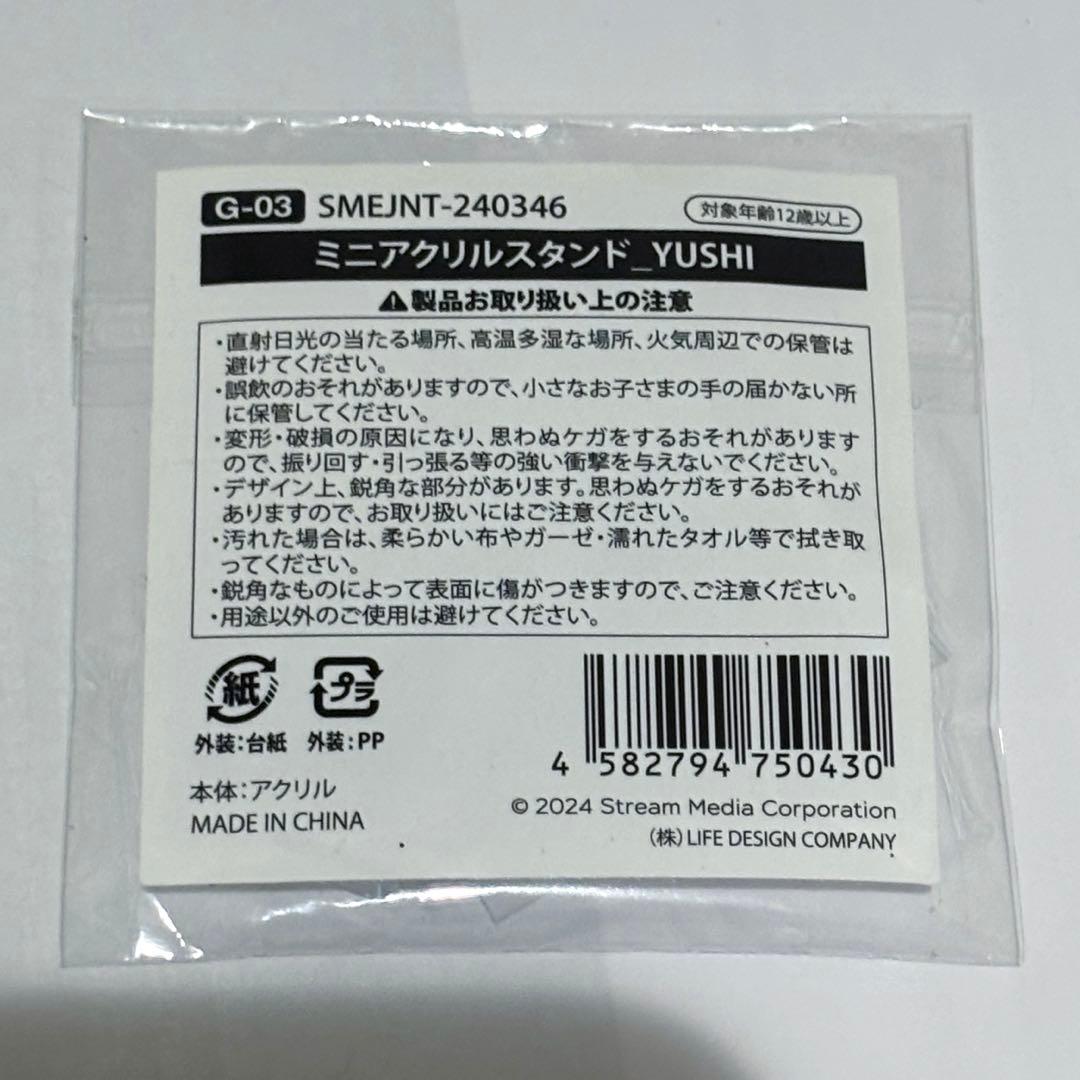 G-03 SMEJNT-240346 対象年齢12歳以上
ミニアクリルスタンド_YUSHI
⚠製品お取り扱い上の注意
・直射日光の当たる場所、高温多湿な場所、火気周辺での保管は
避けてください。
・誤飲のおそれがありますので、小さなお子さまの手の届かない所
に保管してください。
・変形・破損の原因になり、思わぬケガをするおそれがあります
ので、振り回す・引っ張る等の強い衝撃を与えないでください。
・デザイン上、鋭角な部分があります。思わぬケガをするおそれが
ありますので、お取り扱いにはご注意ください。
・汚れた場合は、柔らかい布やガーゼ・濡れたタオル等で拭き取
ってください。
・鋭角なものによって表面に傷がつきますので、ご注意ください。
・用途以外のご使用は避けてください。
紙 プラ
外装:台紙 外装:PP
4 582794 750430
本体:アクリル
MADE IN CHINA
© 2024 Stream Media Corporation
(株)LIFE DESIGN COMPANY